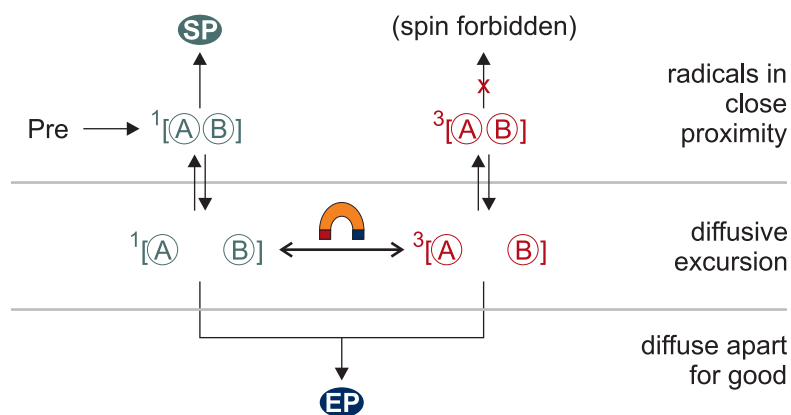 SP
(spin forbidden)
x
radicals in
close
proximity
Pre
¹[A B]
³[A B]
¹[A B]
³[A B]
diffusive
excursion
diffuse apart
for good
EP